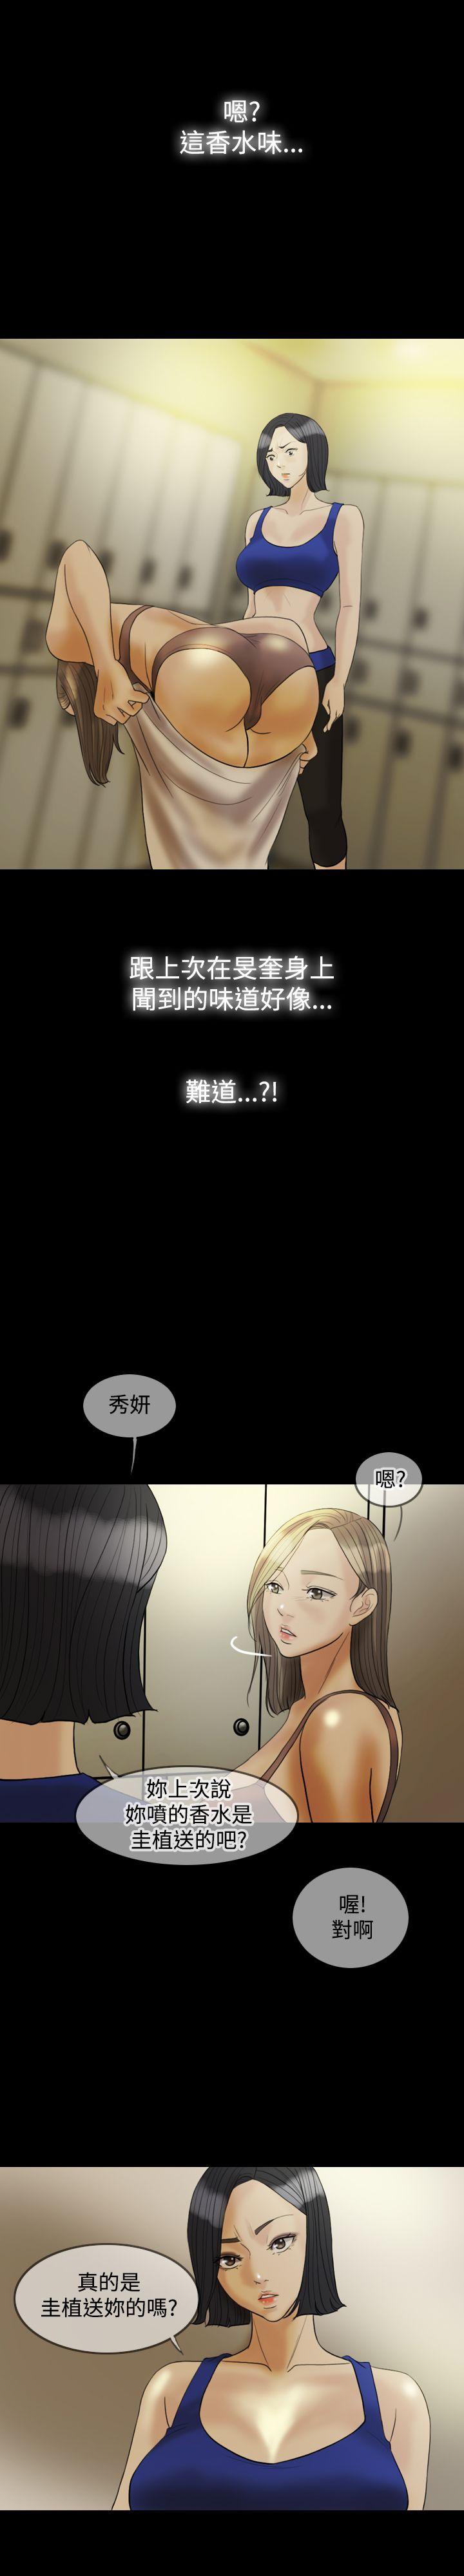 嗯?
這香水味...
跟上次在旻奎身上
聞到的味道好像...
難道...?!
秀妍
嗯?
妳上次說
妳噴的香水是
圭植送的吧?
喔!
對啊
真的是
圭植送妳的嗎?